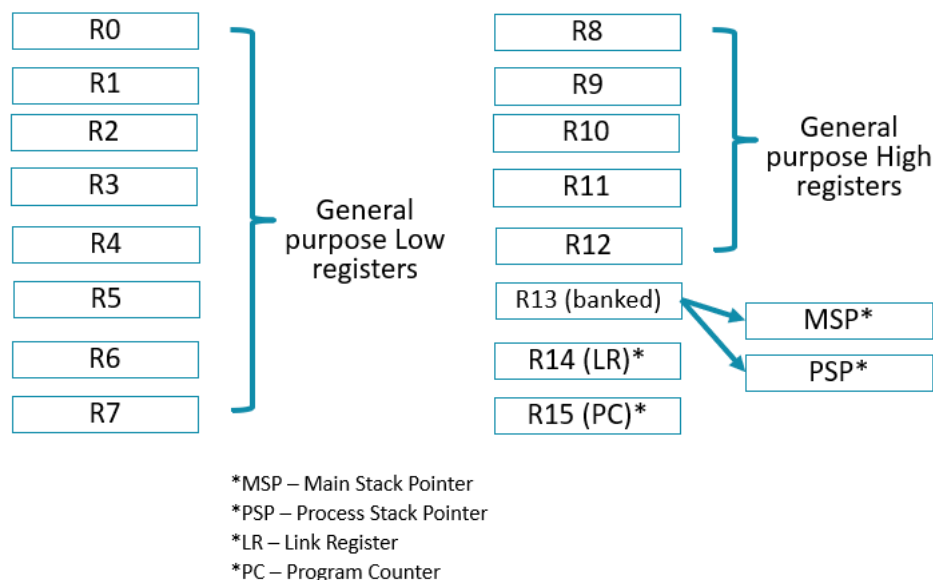 R0
R1
R2
R3
R4
R5
R6
R7
General
purpose Low
registers
R8
R9
R10
R11
R12
R13 (banked)
R14 (LR)*
R15 (PC)*
General
purpose High
registers
MSP*
PSP*
*MSP – Main Stack Pointer
*PSP – Process Stack Pointer
*LR – Link Register
*PC – Program Counter